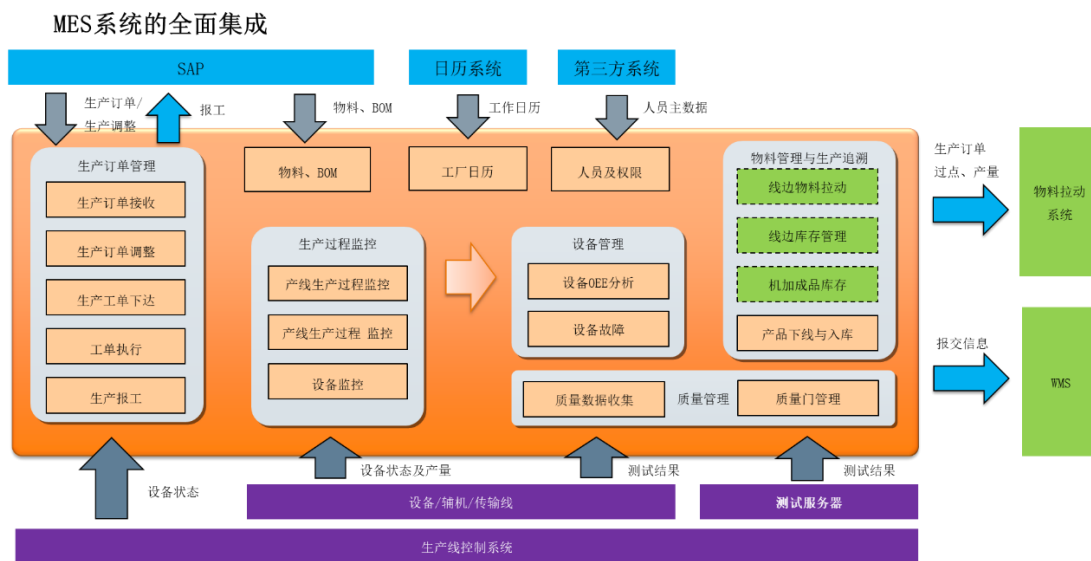 MES系统的全面集成
SAP
日历系统
第三方系统
生产订单/
生产调整
报工
物料、BOM
工作日历
人员主数据
生产订单管理
生产订单接收
生产订单调整
生产工单下达
工单执行
生产报工
物料、BOM
工厂日历
人员及权限
生产过程监控
产线生产过程监控
产线生产过程 监控
设备监控
设备管理
设备OEE分析
设备故障
物料管理与生产追溯
线边物料拉动
线边库存管理
机加成品库存
产品下线与入库
质量数据收集
质量管理
质量门管理
生产订单
过点、产量
物料拉动
系统
报交信息
WMS
设备状态
设备状态及产量
测试结果
测试结果
设备/辅机/传输线
测试服务器
生产线控制系统